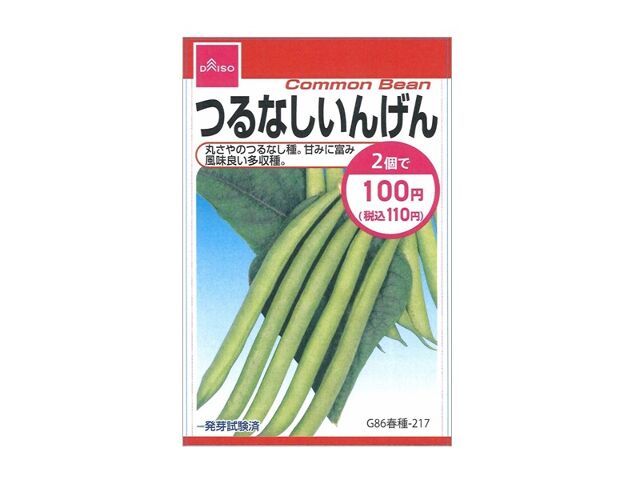 DAISO
Common Bean
つるなしいんげん
丸さやのつるなし種。甘みに富み
風味良い多収種。
2個で
100円
(税込110円)
一発芽試験済
G86春種-217